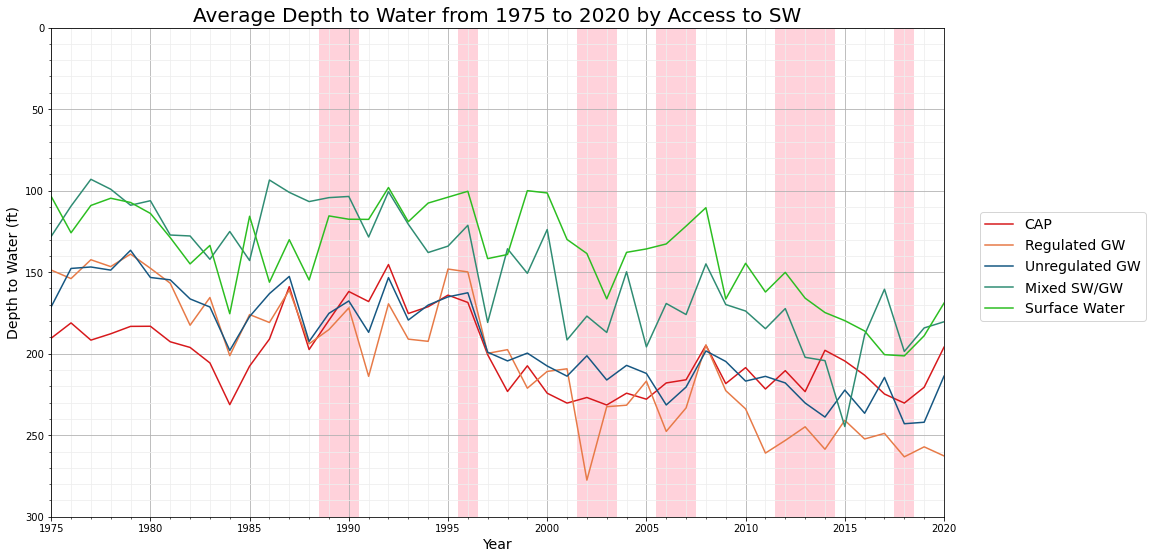 Average Depth to Water from 1975 to 2020 by Access to SW
0
50
100
150
200
250
300
Depth to Water (ft)
1975 1980 1985 1990 1995 2000 2005 2010 2015 2020
Year
CAP
Regulated GW
Unregulated GW
Mixed SW/GW
Surface Water